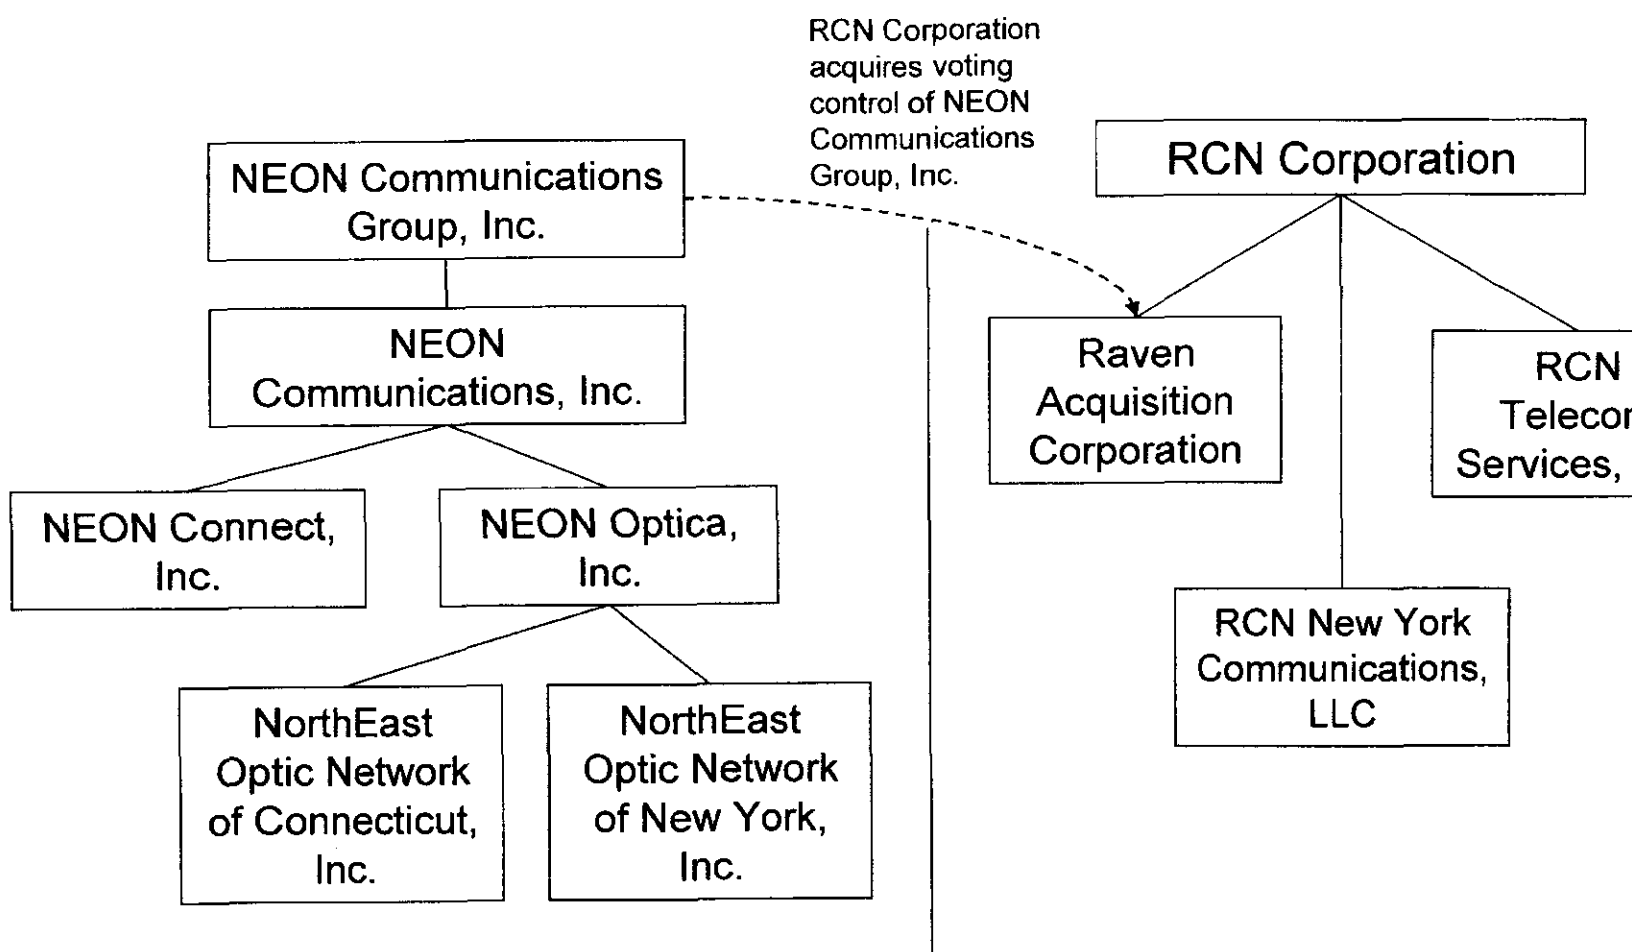 RCN Corporation
acquires voting
control of NEON
Communications
Group, Inc.
NEON Communications
Group, Inc.
NEON
Communications, Inc.
NEON Connect,
Inc.
NEON Optica,
Inc.
NorthEast
Optic Network
of Connecticut,
Inc.
NorthEast
Optic Network
of New York,
Inc.
RCN Corporation
Raven
Acquisition
Corporation
RCN
Services,
RCN New York
Communications,
LLC